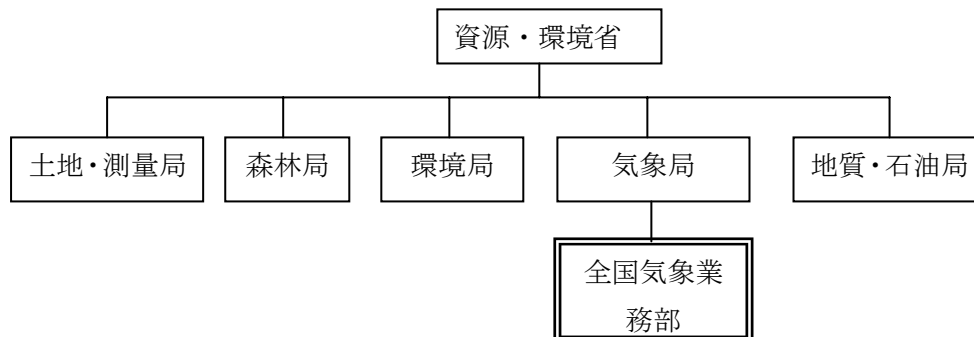 資源・環境省
土地・測量局
森林局
環境局
気象局
地質・石油局
全国気象業
務部